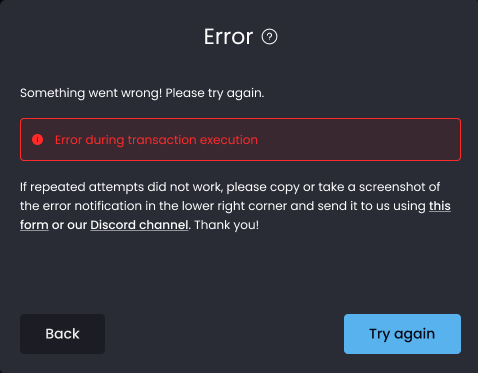 Error ?
Something went wrong! Please try again.
! Error during transaction execution
If repeated attempts did not work, please copy or take a screenshot of
the error notification in the lower right corner and send it to us using this
form or our Discord channel. Thank you!
Back
Try again